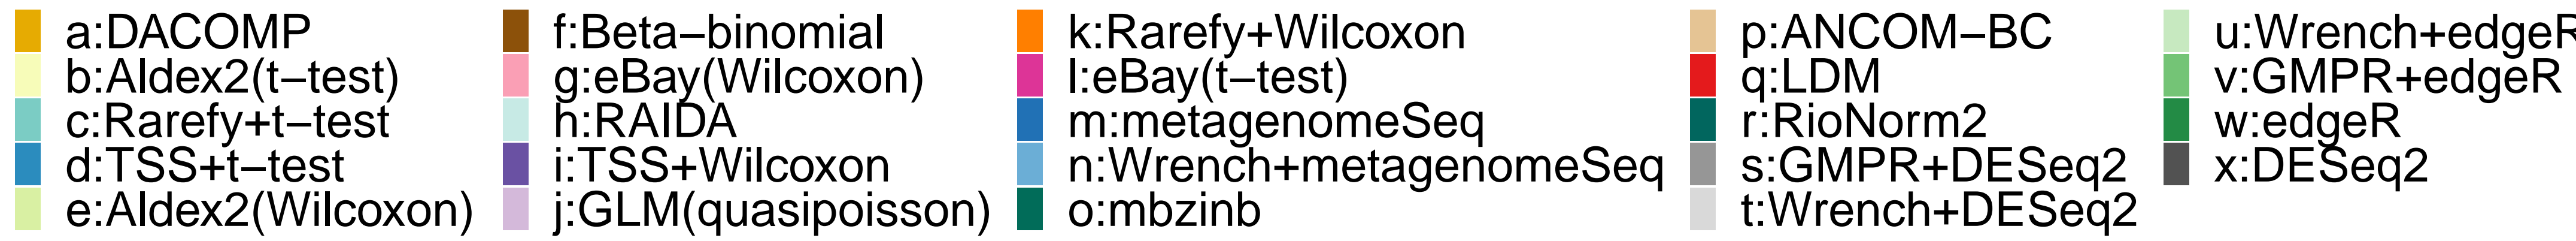 a:DACOMP
b:Aldex2(t−test)
c:Rarefy+t−test
d:TSS+t−test
e:Aldex2(Wilcoxon)
f:Beta−binomial
g:eBay(Wilcoxon)
h:RAIDA
i:TSS+Wilcoxon
j:GLM(quasipoisson)
k:Rarefy+Wilcoxon
l:eBay(t−test)
m:metagenomeSeq
n:Wrench+metagenomeSeq
o:mbzinb
p:ANCOM−BC
q:LDM
r:RioNorm2
s:GMPR+DESeq2
t:Wrench+DESeq2
u:Wrench+edgeR
v:GMPR+edgeR
w:edgeR
x:DESeq2